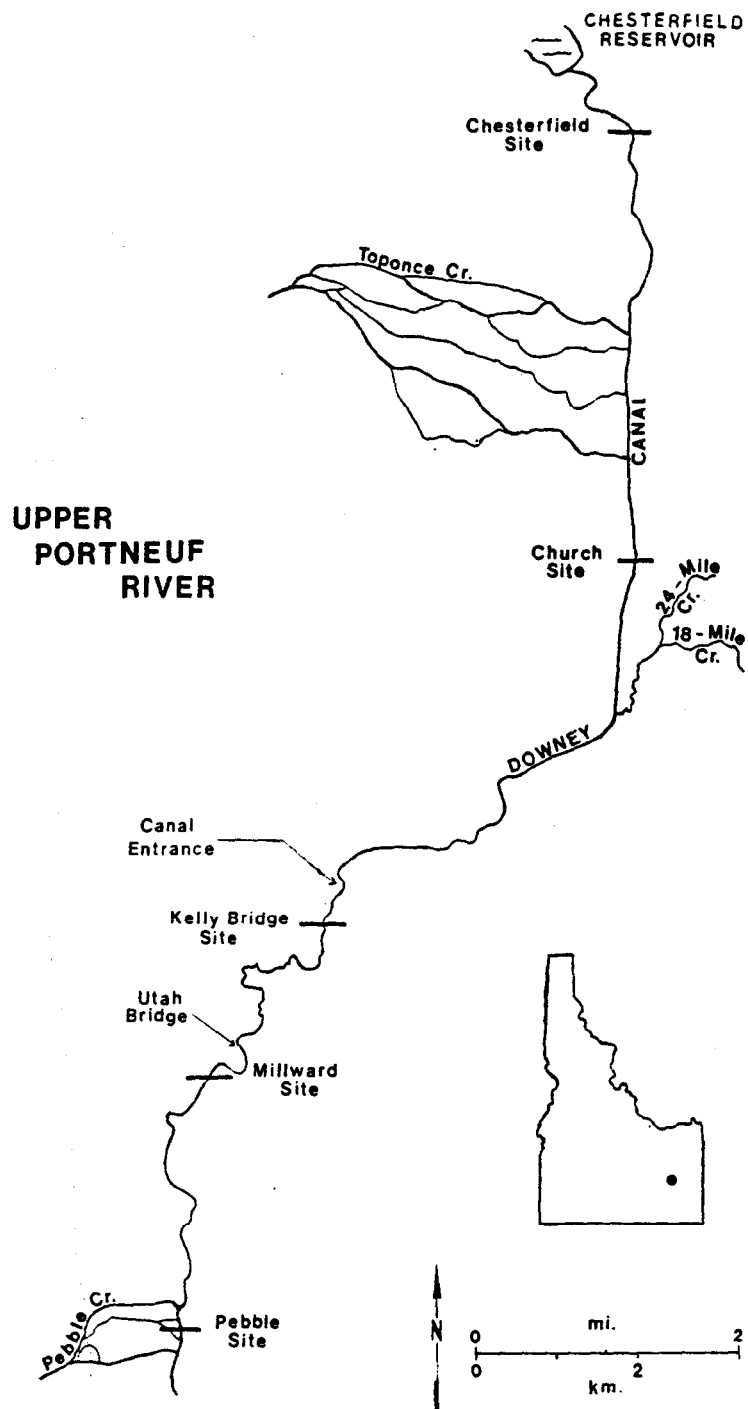 CHESTERFIELD
RESERVOIR
Chesterfield
Site
Toponce Cr.
CANAL
UPPER
PORTNEUF
RIVER
Church
Site
24-Mile
Cr.
18-Mile
Cr.
DOWNEY
Canal
Entrance
Kelly Bridge
Site
Utah
Bridge
Millward
Site
Pebble Cr.
Pebble
Site
N
0 mi. 2
0 2
km.